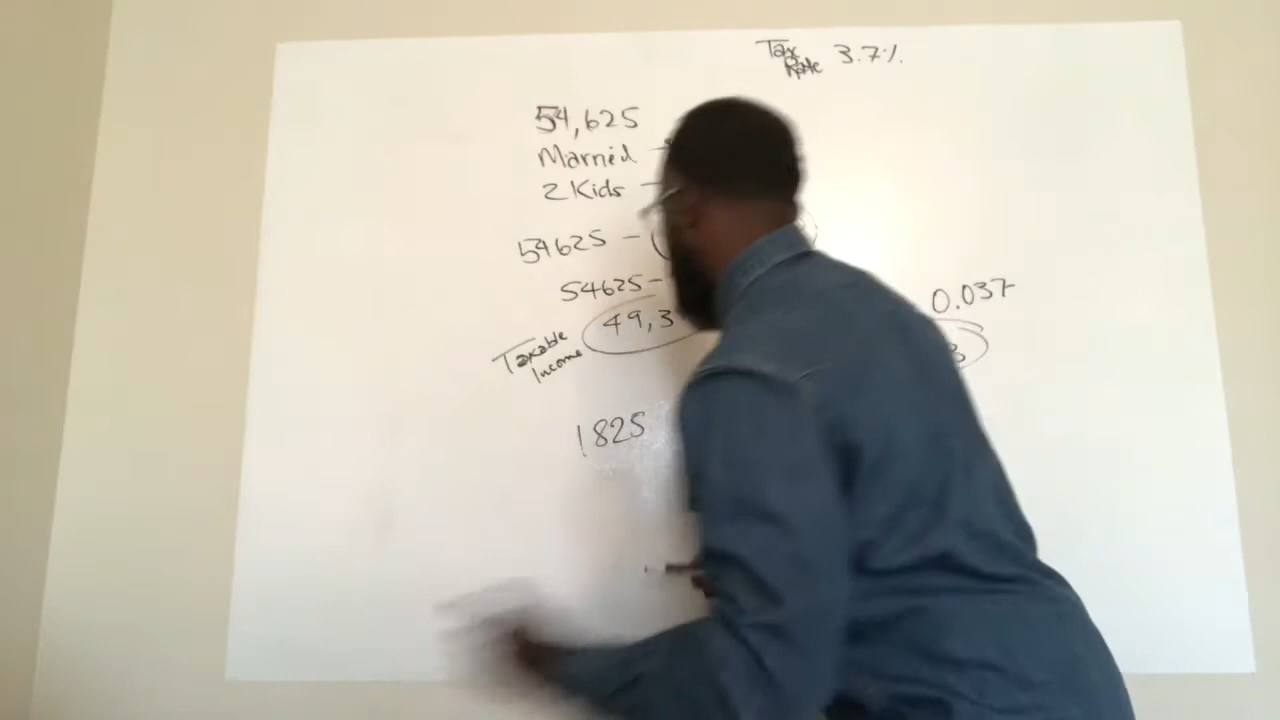 Tax Rate 3.7%
54,625
Married -
2 Kids -
54625 - (
54625 -
49,3
0.037
Taxable
Income
1825